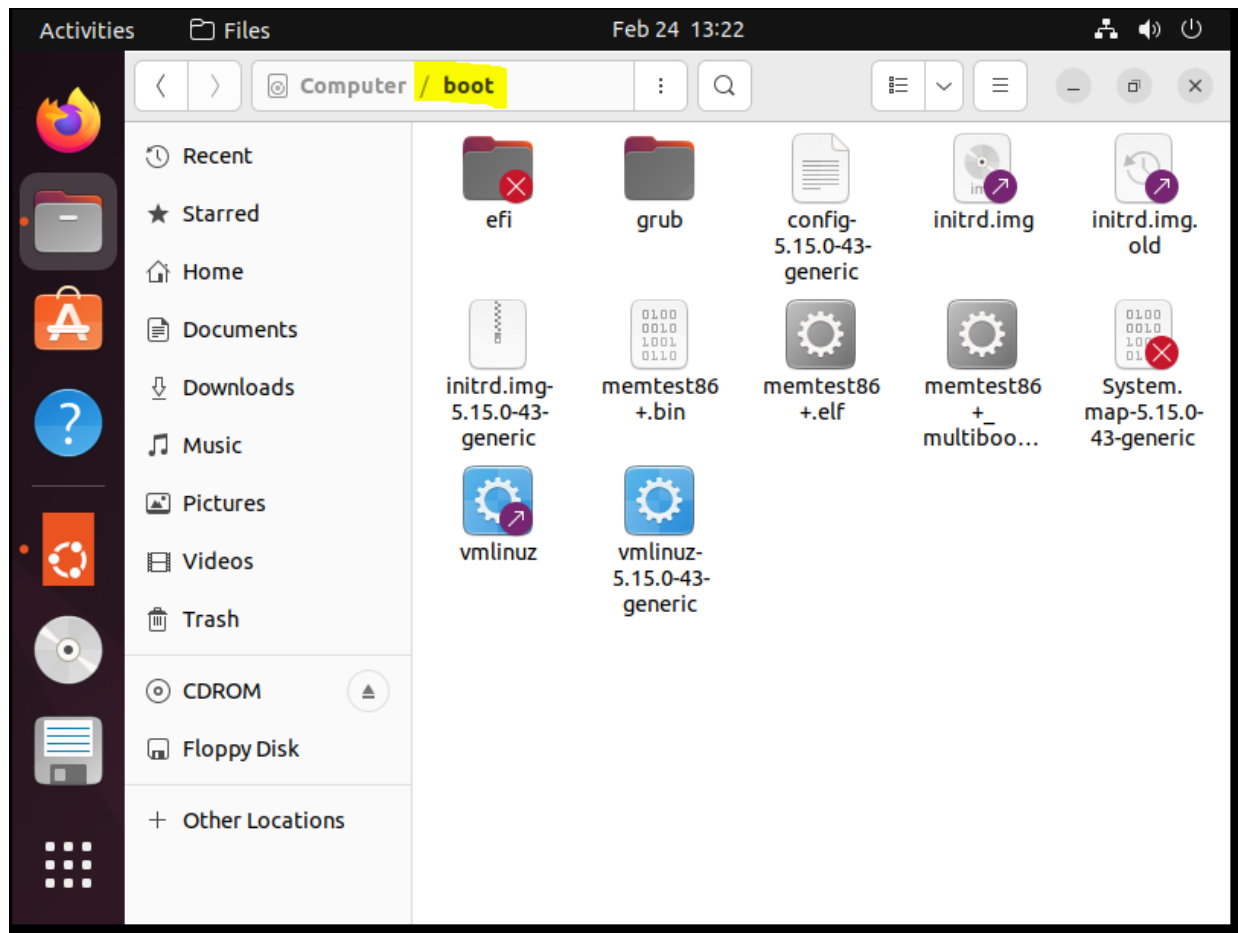 Activities
Files
Feb 24 13:22
Computer / boot
Recent
Starred
Home
Documents
Downloads
Music
Pictures
Videos
Trash
CDROM
Floppy Disk
Other Locations
efi
grub
config-
5.15.0-43-
generic
initrd.img
initrd.img.
old
initrd.img-
5.15.0-43-
generic
memtest86
+.bin
memtest86
+.elf
memtest86
+_
multiboo...
System.
map-5.15.0-
43-generic
vmlinuz
vmlinuz-
5.15.0-43-
generic